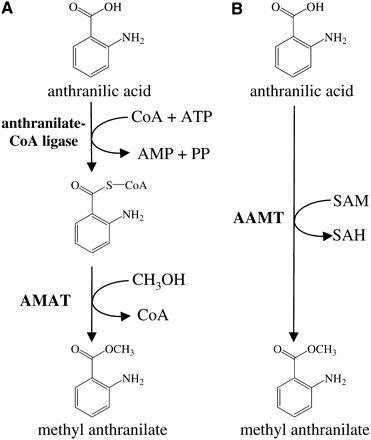 A
O OH
NH₂
anthranilic acid
anthranilate-
CoA ligase
CoA + ATP
AMP + PP
O S—CoA
NH₂
AMAT
CH₃OH
CoA
O OCH₃
NH₂
methyl anthranilate
B
O OH
NH₂
anthranilic acid
AAMT
SAM
SAH
O OCH₃
NH₂
methyl anthranilate